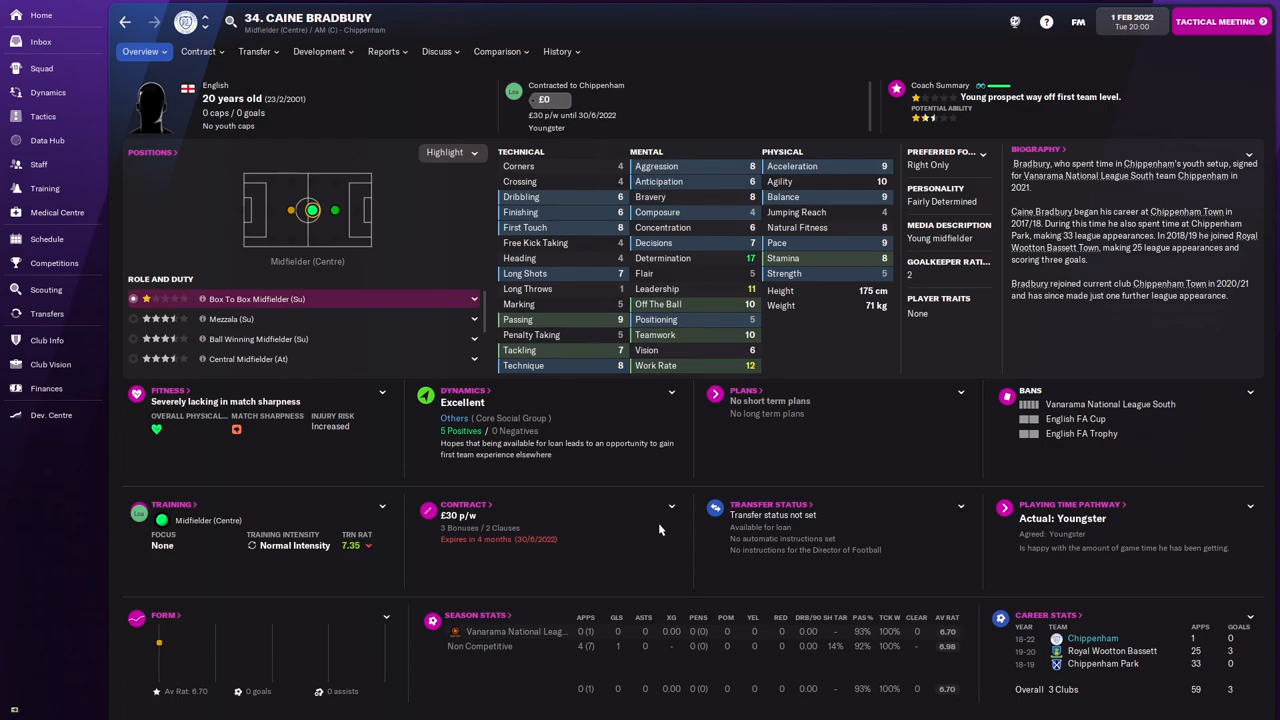 Home
Inbox
Squad
Dynamics
Tactics
Data Hub
Staff
Training
Medical Centre
Schedule
Competitions
Scouting
Transfers
Club Info
Club Vision
Finances
Dev. Centre
34. CAINE BRADBURY
Midfielder (Centre) / AM (C) - Chippenham
FM
1 FEB 2022
Tue 20:00
TACTICAL MEETING
Overview
Contract
Transfer
Development
Reports
Discuss
Comparison
History
English
20 years old (23/2/2001)
0 caps / 0 goals
No youth caps
Loa
Contracted to Chippenham
£0
£30 p/w until 30/6/2022
Youngster
Coach Summary
Young prospect way off first team level.
POTENTIAL ABILITY
POSITIONS
Highlight
Midfielder (Centre)
ROLE AND DUTY
Box To Box Midfielder (Su)
Mezzala (Su)
Ball Winning Midfielder (Su)
Central Midfielder (At)
TECHNICAL
Corners 4
Crossing 4
Dribbling 6
Finishing 6
First Touch 8
Free Kick Taking 4
Heading 4
Long Shots 7
Long Throws 1
Marking 5
Passing 9
Penalty Taking 5
Tackling 7
Technique 8
MENTAL
Aggression 8
Anticipation 6
Bravery 8
Composure 4
Concentration 6
Decisions 7
Determination 17
Flair 5
Leadership 11
Off The Ball 10
Positioning 5
Teamwork 10
Vision 6
Work Rate 12
PHYSICAL
Acceleration 9
Agility 10
Balance 9
Jumping Reach 4
Natural Fitness 8
Pace 9
Stamina 8
Strength 5
Height 175 cm
Weight 71 kg
PREFERRED FO...
Right Only
PERSONALITY
Fairly Determined
MEDIA DESCRIPTION
Young midfielder
GOALKEEPER RATI...
2
PLAYER TRAITS
None
BIOGRAPHY
Bradbury, who spent time in Chippenham's youth setup, signed
for Vanarama National League South team Chippenham in
2021.
Caine Bradbury began his career at Chippenham Town in
2017/18. During this time he also spent time at Chippenham
Park, making 33 league appearances. In 2018/19 he joined Royal
Wootton Bassett Town, making 25 league appearances and
scoring three goals.
Bradbury rejoined current club Chippenham Town in 2020/21
and has since made just one further league appearance.
FITNESS
Severely lacking in match sharpness
OVERALL PHYSICAL... MATCH SHARPNESS INJURY RISK
Increased
DYNAMICS
Excellent
Others ( Core Social Group )
5 Positives / 0 Negatives
Hopes that being available for loan leads to an opportunity to gain
first team experience elsewhere
PLANS
No short term plans
No long term plans
BANS
Vanarama National League South
English FA Cup
English FA Trophy
TRAINING
Loa
Midfielder (Centre)
FOCUS TRAINING INTENSITY TRN RAT
None Normal Intensity 7.35
CONTRACT
£30 p/w
3 Bonuses / 2 Clauses
Expires in 4 months (30/6/2022)
TRANSFER STATUS
Transfer status not set
Available for loan
No automatic instructions set
No instructions for the Director of Football
PLAYING TIME PATHWAY
Actual: Youngster
Agreed: Youngster
Is happy with the amount of game time he has been getting.
FORM
Av Rat: 6.70 0 goals 0 assists
SEASON STATS APPS GLS ASTS XG PENS POM YEL RED DRB/90 SH TAR PAS% TCK W CLEAR AV RAT
Vanarama National Leag... 0 (1) 0 0 0.00 0 (0) 0 0 0 0.00 - 93% 100% 0 6.70
Non Competitive 4 (7) 1 0 0.00 0 (0) 0 0 0 0.00 14% 92% 100% - 6.98
0 (1) 0 0 0.00 0 (0) 0 0 0 0.00 - 93% 100% 0 6.70
CAREER STATS
YEAR TEAM APPS GOALS
18-22 Chippenham 1 0
19-20 Royal Wootton Bassett 25 3
18-19 Chippenham Park 33 0
Overall 3 Clubs 59 3